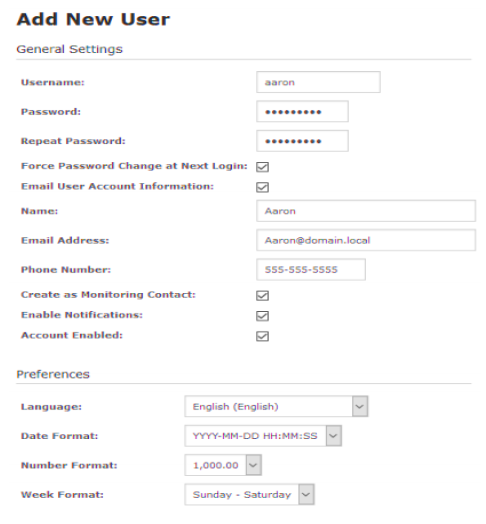 Add New User
General Settings
Username: aaron
Password: •••••••••
Repeat Password: •••••••••
Force Password Change at Next Login:
Email User Account Information:
Name: Aaron
Email Address: Aaron@domain.local
Phone Number: 555-555-5555
Create as Monitoring Contact:
Enable Notifications:
Account Enabled:
Preferences
Language: English (English)
Date Format: YYYY-MM-DD HH:MM:SS
Number Format: 1,000.00
Week Format: Sunday - Saturday